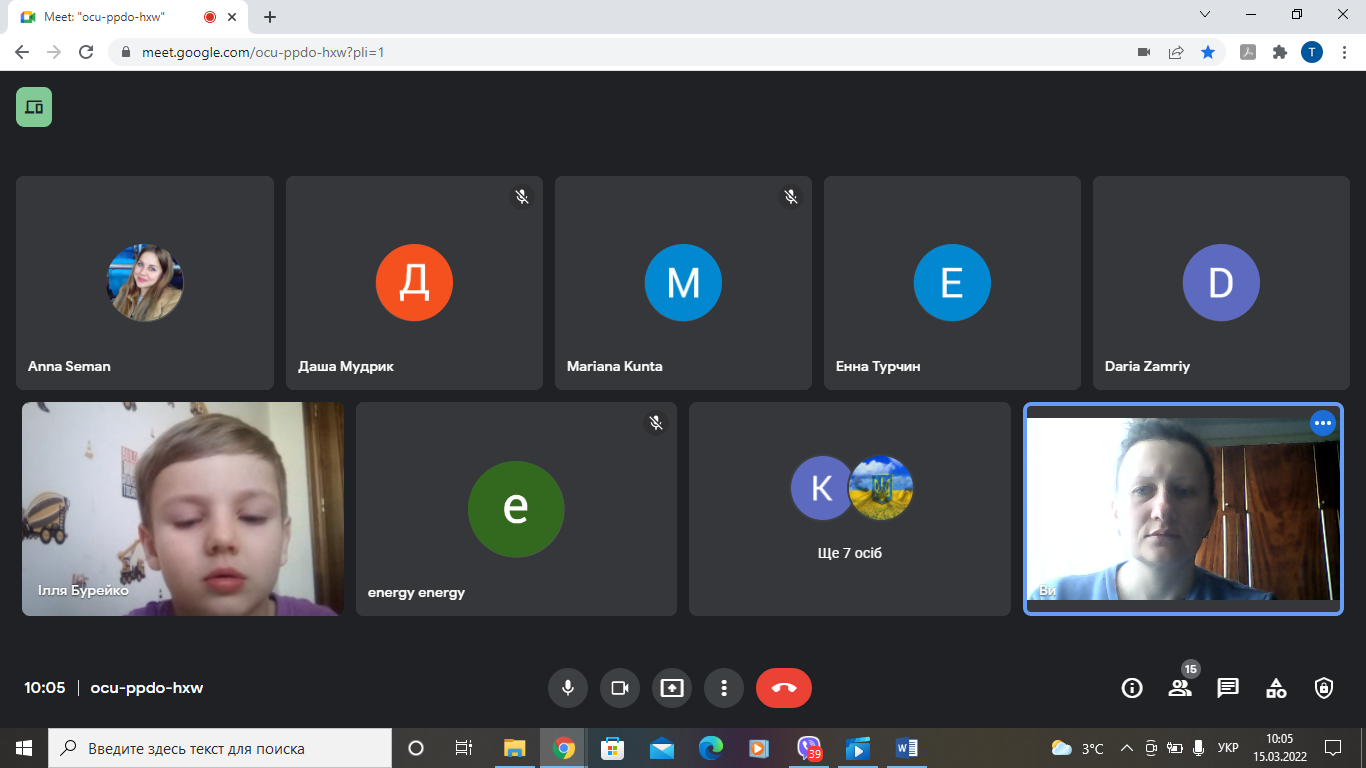 Meet: "ocu-ppdo-hxw"
meet.google.com/ocu-ppdo-hxw?pli=1
T
Д
M
Е
D
Anna Seman
Даша Мудрик
Mariana Kunta
Енна Турчин
Daria Zamriy
e
K
Ще 7 осіб
Ілля Бурейко
energy energy
Ви
15
10:05 | ocu-ppdo-hxw
Введите здесь текст для поиска
39
W
3°C
УКР
10:05
15.03.2022